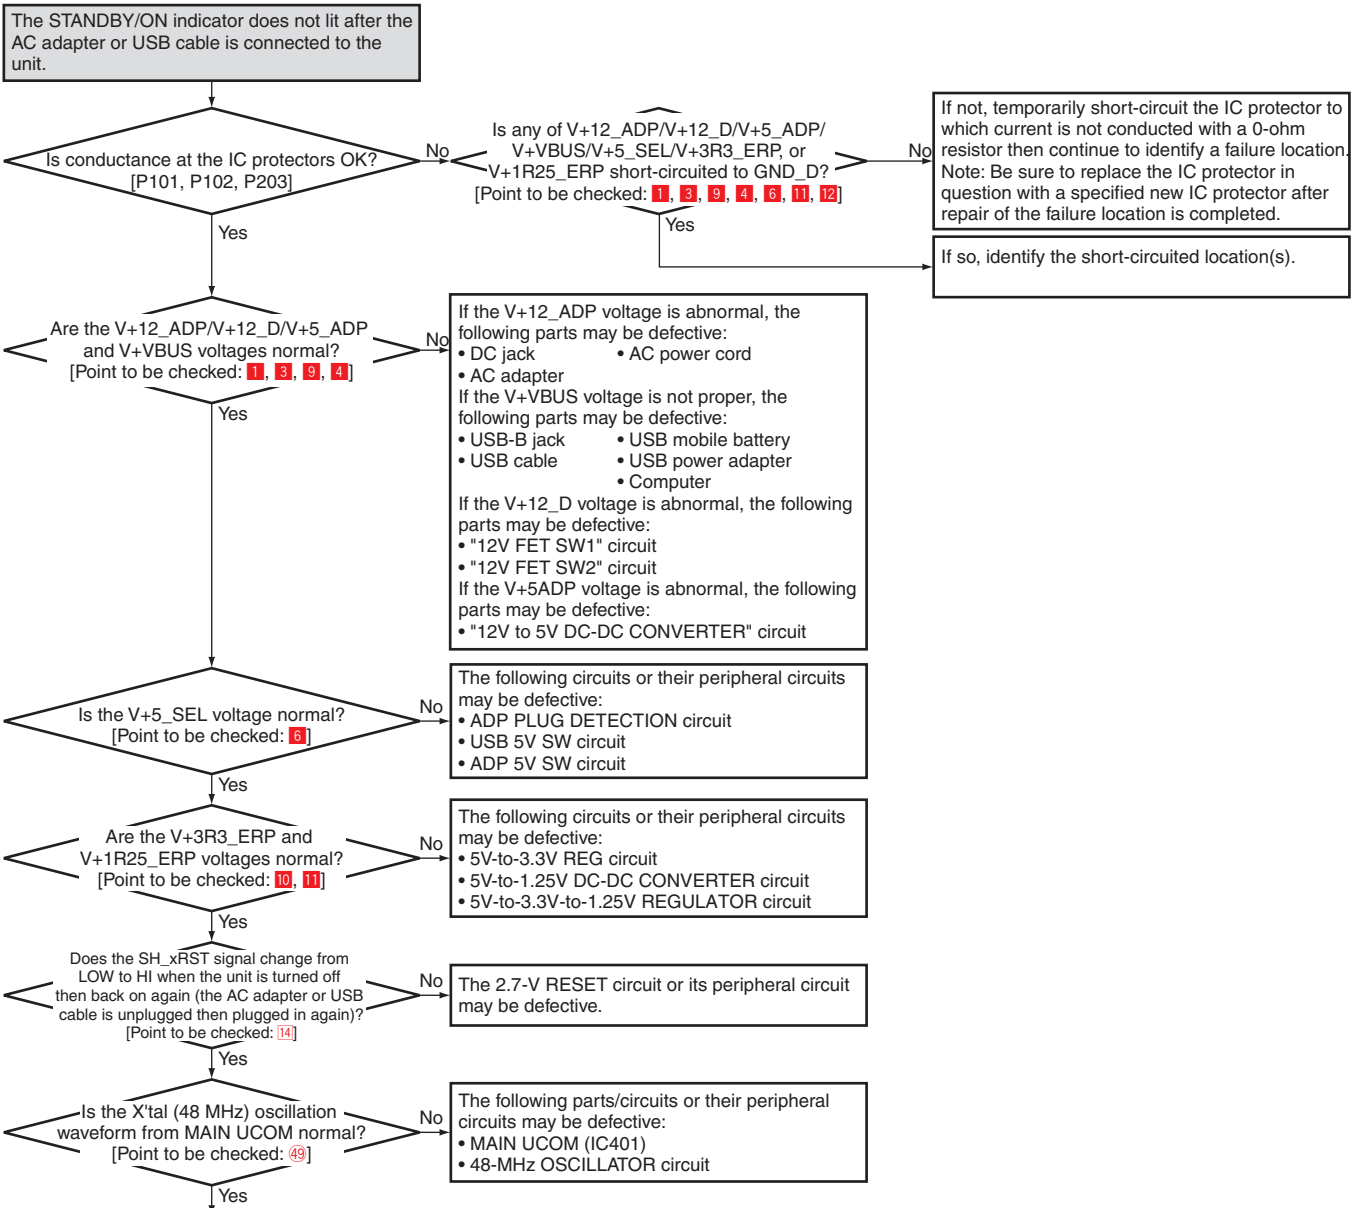 The STANDBY/ON indicator does not lit after the
AC adapter or USB cable is connected to the
unit.
Is conductance at the IC protectors OK?
[P101, P102, P203]
No
Is any of V+12_ADP/V+12_D/V+5_ADP/
V+VBUS/V+5_SEL/V+3R3_ERP, or
V+1R25_ERP short-circuited to GND_D?
[Point to be checked: 1, 3, 9, 4, 6, 11, 12]
No
If not, temporarily short-circuit the IC protector to
which current is not conducted with a 0-ohm
resistor then continue to identify a failure location.
Note: Be sure to replace the IC protector in
question with a specified new IC protector after
repair of the failure location is completed.
Yes
Yes
If so, identify the short-circuited location(s).
Are the V+12_ADP/V+12_D/V+5_ADP
and V+VBUS voltages normal?
[Point to be checked: 1, 3, 9, 4]
No
If the V+12_ADP voltage is abnormal, the
following parts may be defective:
• DC jack • AC power cord
• AC adapter
If the V+VBUS voltage is not proper, the
following parts may be defective:
• USB-B jack • USB mobile battery
• USB cable • USB power adapter
• Computer
If the V+12_D voltage is abnormal, the following
parts may be defective:
• "12V FET SW1" circuit
• "12V FET SW2" circuit
If the V+5ADP voltage is abnormal, the following
parts may be defective:
• "12V to 5V DC-DC CONVERTER" circuit
Yes
Is the V+5_SEL voltage normal?
[Point to be checked: 6]
No
The following circuits or their peripheral circuits
may be defective:
• ADP PLUG DETECTION circuit
• USB 5V SW circuit
• ADP 5V SW circuit
Yes
Are the V+3R3_ERP and
V+1R25_ERP voltages normal?
[Point to be checked: 10, 11]
No
The following circuits or their peripheral circuits
may be defective:
• 5V-to-3.3V REG circuit
• 5V-to-1.25V DC-DC CONVERTER circuit
• 5V-to-3.3V-to-1.25V REGULATOR circuit
Yes
Does the SH_xRST signal change from
LOW to HI when the unit is turned off
then back on again (the AC adapter or USB
cable is unplugged then plugged in again)?
[Point to be checked: 14]
No
The 2.7-V RESET circuit or its peripheral circuit
may be defective.
Yes
Is the X'tal (48 MHz) oscillation
waveform from MAIN UCOM normal?
[Point to be checked: 49]
No
The following parts/circuits or their peripheral
circuits may be defective:
• MAIN UCOM (IC401)
• 48-MHz OSCILLATOR circuit
Yes